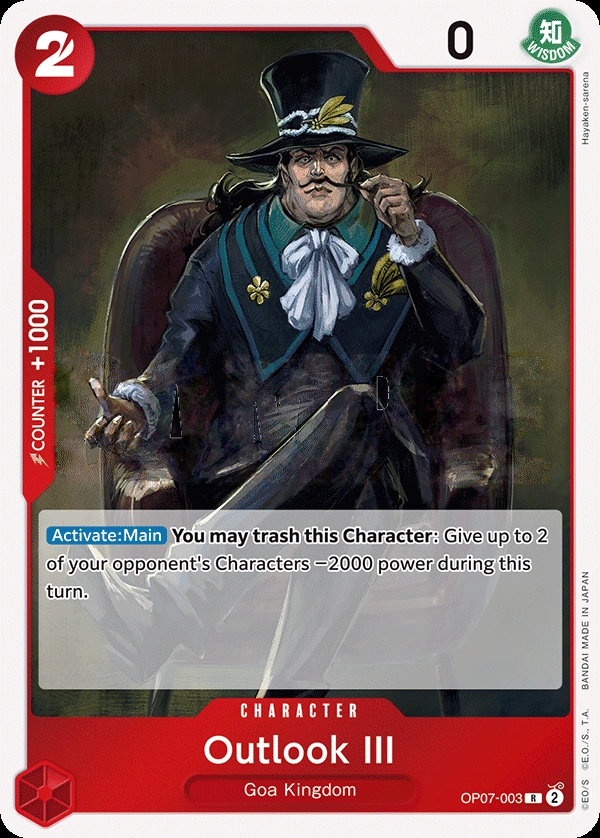 2
0
知
WISDOM
Hayaken-sarena
COUNTER +1000
Activate:Main You may trash this Character: Give up to 2
of your opponent's Characters −2000 power during this
turn.
CHARACTER
Outlook III
Goa Kingdom
OP07-003 R 2
©E.O/S ©E.O./S., T.A. BANDAI MADE IN JAPAN